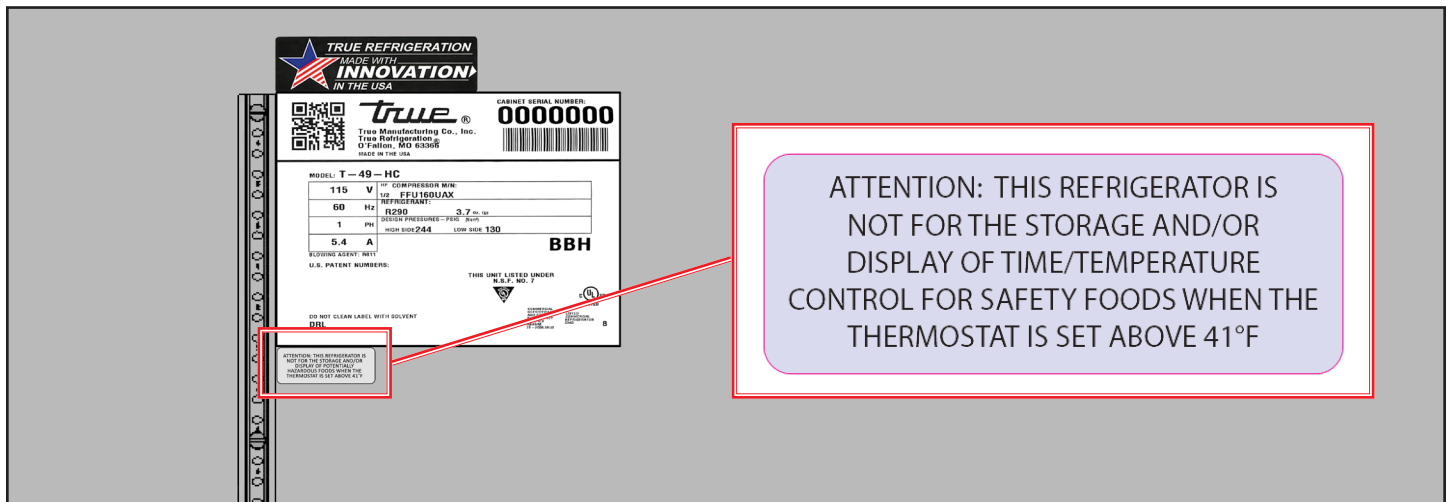 TRUE REFRIGERATION
MADE WITH
INNOVATION
IN THE USA
true ®
True Manufacturing Co., Inc.
True Refrigeration ®
O'Fallon, MO 63366
MADE IN THE USA
CABINET SERIAL NUMBER:
0000000
MODEL: T-49-HC
115 V
HP COMPRESSOR M/N:
1/2 FFU160UAX
60 Hz
REFRIGERANT:
R290 3.7 oz.
1 PH
DESIGN PRESSURES-PSIG
HIGH SIDE 244 LOW SIDE 130
5.4 A
BBH
BLOWING AGENT: R611
U.S. PATENT NUMBERS:
THIS UNIT LISTED UNDER
N.S.F. NO. 7
UL
DO NOT CLEAN LABEL WITH SOLVENT
DRL
8
ATTENTION: THIS REFRIGERATOR IS
NOT FOR THE STORAGE AND/OR
DISPLAY OF POTENTIALLY
HAZARDOUS FOODS WHEN THE
THERMOSTAT IS SET ABOVE 41°F
ATTENTION: THIS REFRIGERATOR IS
NOT FOR THE STORAGE AND/OR
DISPLAY OF TIME/TEMPERATURE
CONTROL FOR SAFETY FOODS WHEN THE
THERMOSTAT IS SET ABOVE 41°F